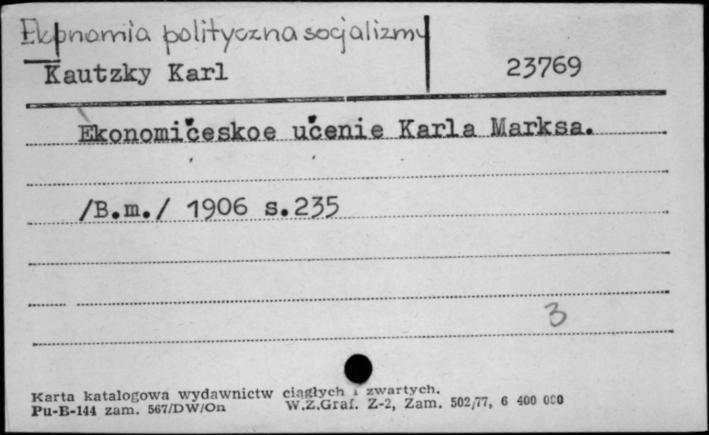 Ekonomia polityczna socjalizmu
Kautzky Karl 23769
Ekonomičeskoe učenie Karla Marksa.
/B.m./ 1906 s.235
3
Karta katalogowa wydawnictw ciągłych i zwartych.
Pu-B-144 zam. 567/DW/On W.Z.Graf. Z-2, Zam. 502/77, 6 400 000